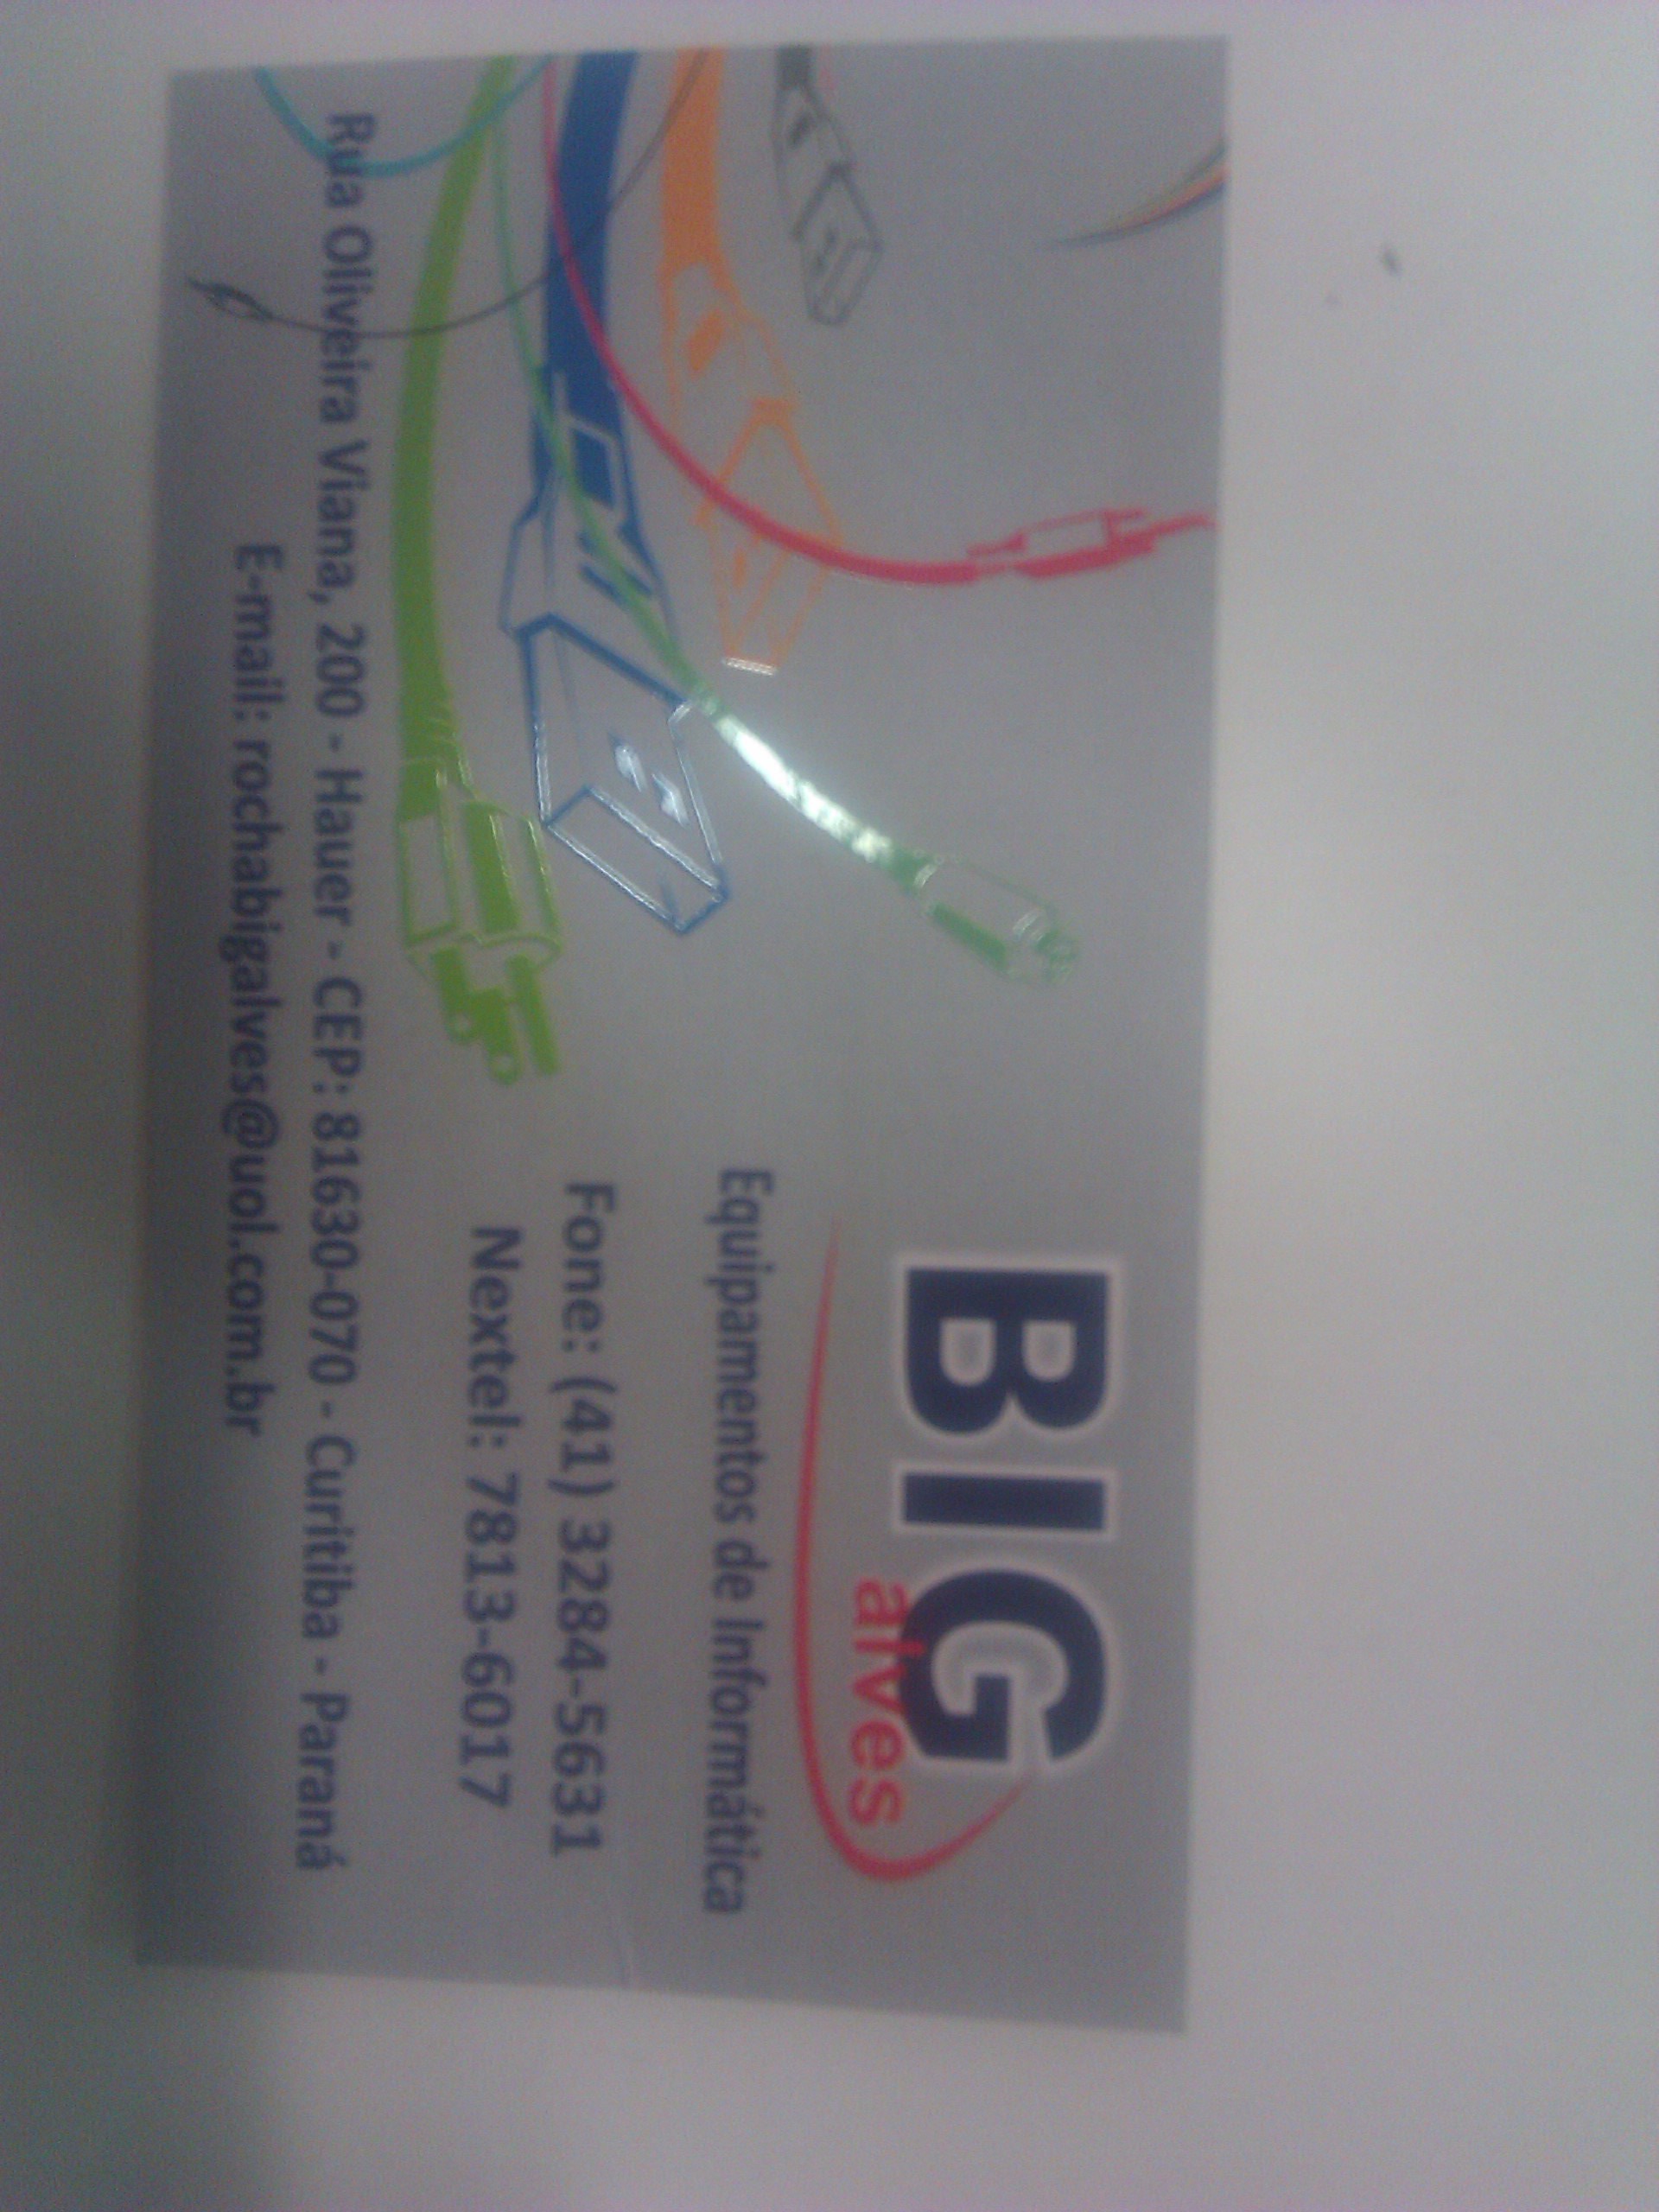 BIG
alves
Equipamentos de Informática
Fone: (41) 3284-5631
Nextel: 7813-6017
Rua Oliveira Viana, 200 - Hauer - CEP: 81630-070 - Curitiba - Paraná
E-mail: rochabigalves@uol.com.br